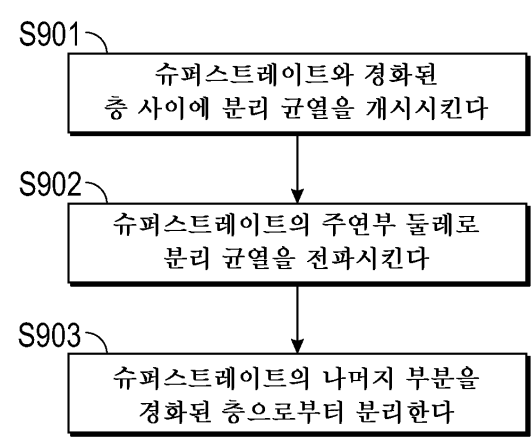 S901
슈퍼스트레이트와 경화된
층 사이에 분리 균열을 개시시킨다
S902
슈퍼스트레이트의 주연부 둘레로
분리 균열을 전파시킨다
S903
슈퍼스트레이트의 나머지 부분을
경화된 층으로부터 분리한다